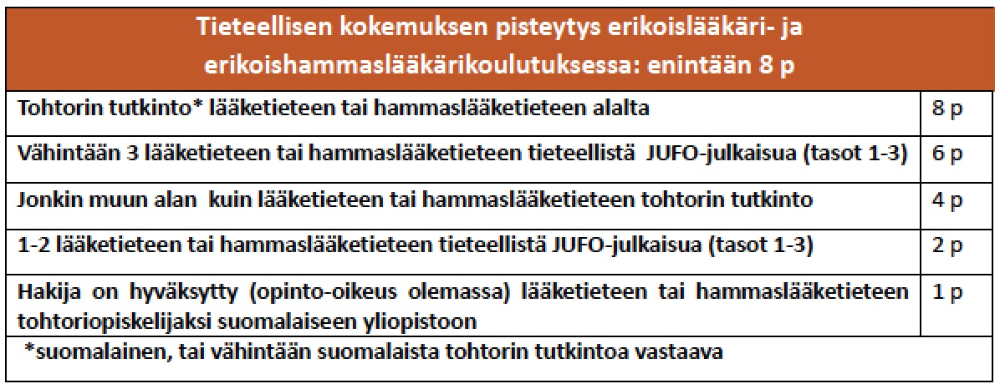 Tieteellisen kokemuksen pisteytys erikoislääkäri- ja
erikoishammaslääkärikoulutuksessa: enintään 8 p
Tohtorin tutkinto* lääketieteen tai hammaslääketieteen alalta 8 p
Vähintään 3 lääketieteen tai hammaslääketieteen tieteellistä JUFO-julkaisua (tasot 1-3) 6 p
Jonkin muun alan kuin lääketieteen tai hammaslääketieteen tohtorin tutkinto 4 p
1-2 lääketieteen tai hammaslääketieteen tieteellistä JUFO-julkaisua (tasot 1-3) 2 p
Hakija on hyväksytty (opinto-oikeus olemassa) lääketieteen tai hammaslääketieteen 1 p
tohtoriopiskelijaksi suomalaiseen yliopistoon
*suomalainen, tai vähintään suomalaista tohtorin tutkintoa vastaava